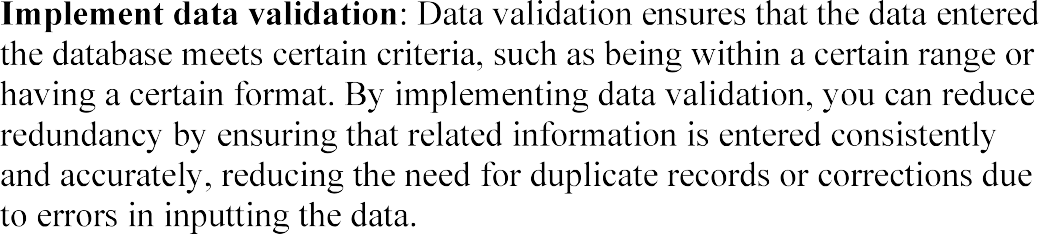 Implement data validation: Data validation ensures that the data entered
the database meets certain criteria, such as being within a certain range or
having a certain format. By implementing data validation, you can reduce
redundancy by ensuring that related information is entered consistently
and accurately, reducing the need for duplicate records or corrections due
to errors in inputting the data.